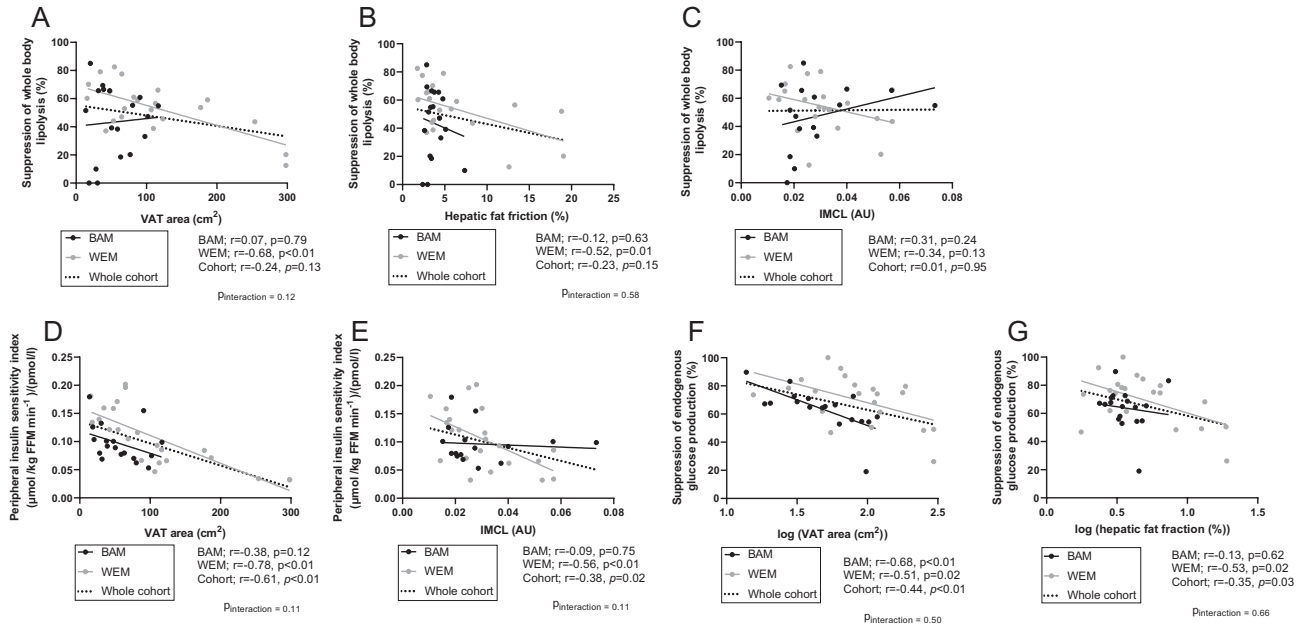 A
Suppression of whole body
lipolysis (%)
100
80
60
40
20
0
0 100 200 300
VAT area (cm²)
BAM
WEM
Whole cohort
BAM; r=0.07, p=0.79
WEM; r=-0.68, p<0.01
Cohort; r=-0.24, p=0.13
pinteraction = 0.12
B
Suppression of whole body
lipolysis (%)
100
80
60
40
20
0
0 5 10 15 20 25
Hepatic fat friction (%)
BAM
WEM
Whole cohort
BAM; r=-0.12, p=0.63
WEM; r=-0.52, p=0.01
Cohort; r=-0.23, p=0.15
pinteraction = 0.58
C
Suppression of whole body
lipolysis (%)
100
80
60
40
20
0
0.00 0.02 0.04 0.06 0.08
IMCL (AU)
BAM
WEM
Whole cohort
BAM; r=0.31, p=0.24
WEM; r=-0.34, p=0.13
Cohort; r=0.01, p=0.95
D
Peripheral insulin sensitivity index
(µmol /kg FFM min⁻¹ )/(pmol/l)
0.25
0.20
0.15
0.10
0.05
0.00
0 100 200 300
VAT area (cm²)
BAM
WEM
Whole cohort
BAM; r=-0.38, p=0.12
WEM; r=-0.78, p<0.01
Cohort; r=-0.61, p<0.01
pinteraction = 0.11
E
Peripheral insulin sensitivity index
(µmol /kg FFM min⁻¹ )/(pmol/l)
0.25
0.20
0.15
0.10
0.05
0.00
0.00 0.02 0.04 0.06 0.08
IMCL (AU)
BAM
WEM
Whole cohort
BAM; r=-0.09, p=0.75
WEM; r=-0.56, p<0.01
Cohort; r=-0.38, p=0.02
pinteraction = 0.11
F
Suppression of endogenous
glucose production (%)
100
80
60
40
20
0
1.0 1.5 2.0 2.5
log (VAT area (cm²))
BAM
WEM
Whole cohort
BAM; r=-0.68, p<0.01
WEM; r=-0.51, p=0.02
Cohort; r=-0.44, p<0.01
pinteraction = 0.50
G
Suppression of endogenous
glucose production (%)
100
80
60
40
20
0
0.0 0.5 1.0 1.5
log (hepatic fat fraction (%))
BAM
WEM
Whole cohort
BAM; r=-0.13, p=0.62
WEM; r=-0.53, p=0.02
Cohort; r=-0.35, p=0.03
pinteraction = 0.66